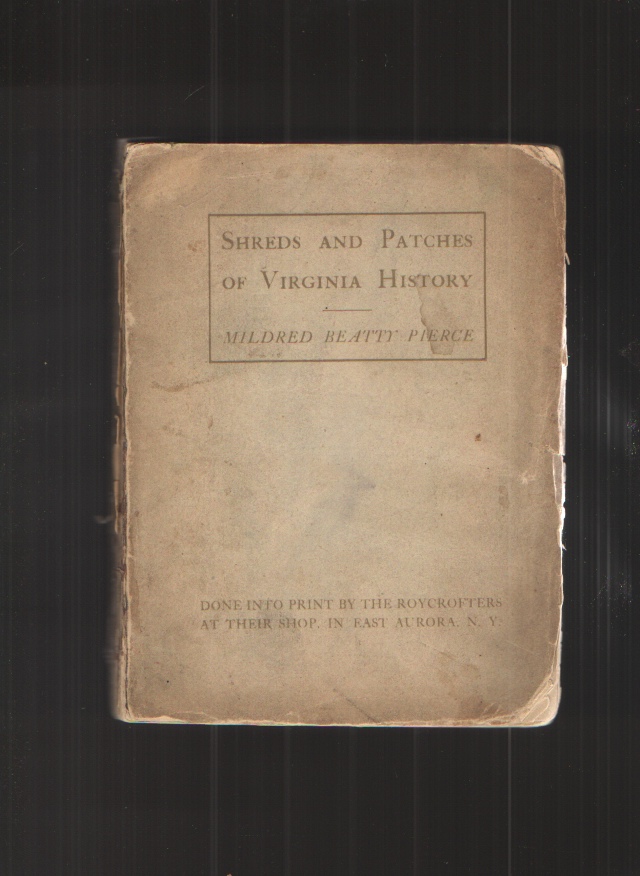 SHREDS AND PATCHES
OF VIRGINIA HISTORY
MILDRED BEATTY PIERCE
DONE INTO PRINT BY THE ROYCROFTERS
AT THEIR SHOP, IN EAST AURORA, N. Y.